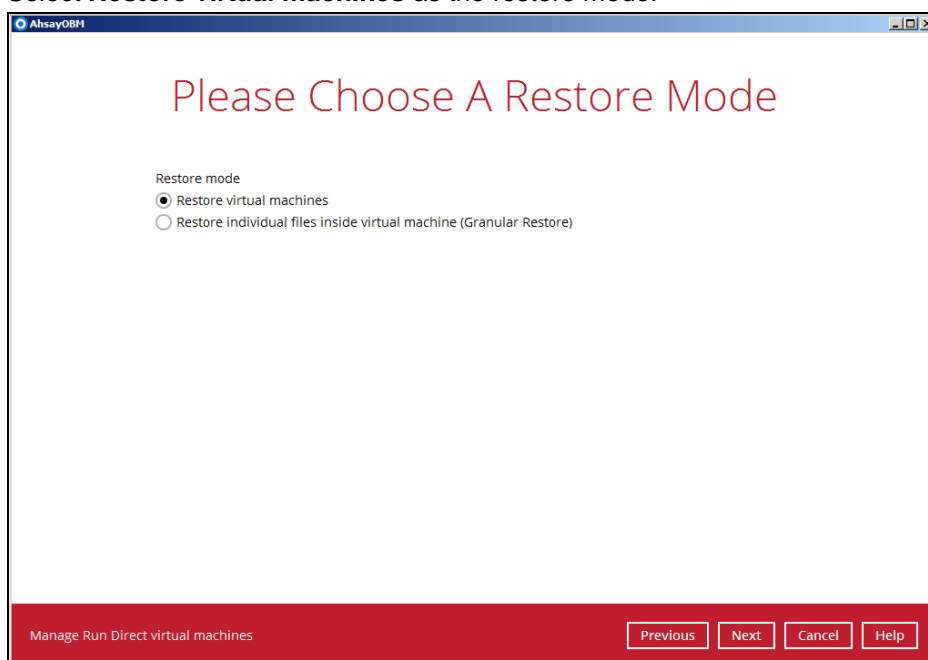 Select Restore virtual machines as the restore mode.
AhsayOBM
Please Choose A Restore Mode
Restore mode
Restore virtual machines
Restore individual files inside virtual machine (Granular Restore)
Manage Run Direct virtual machines
Previous
Next
Cancel
Help